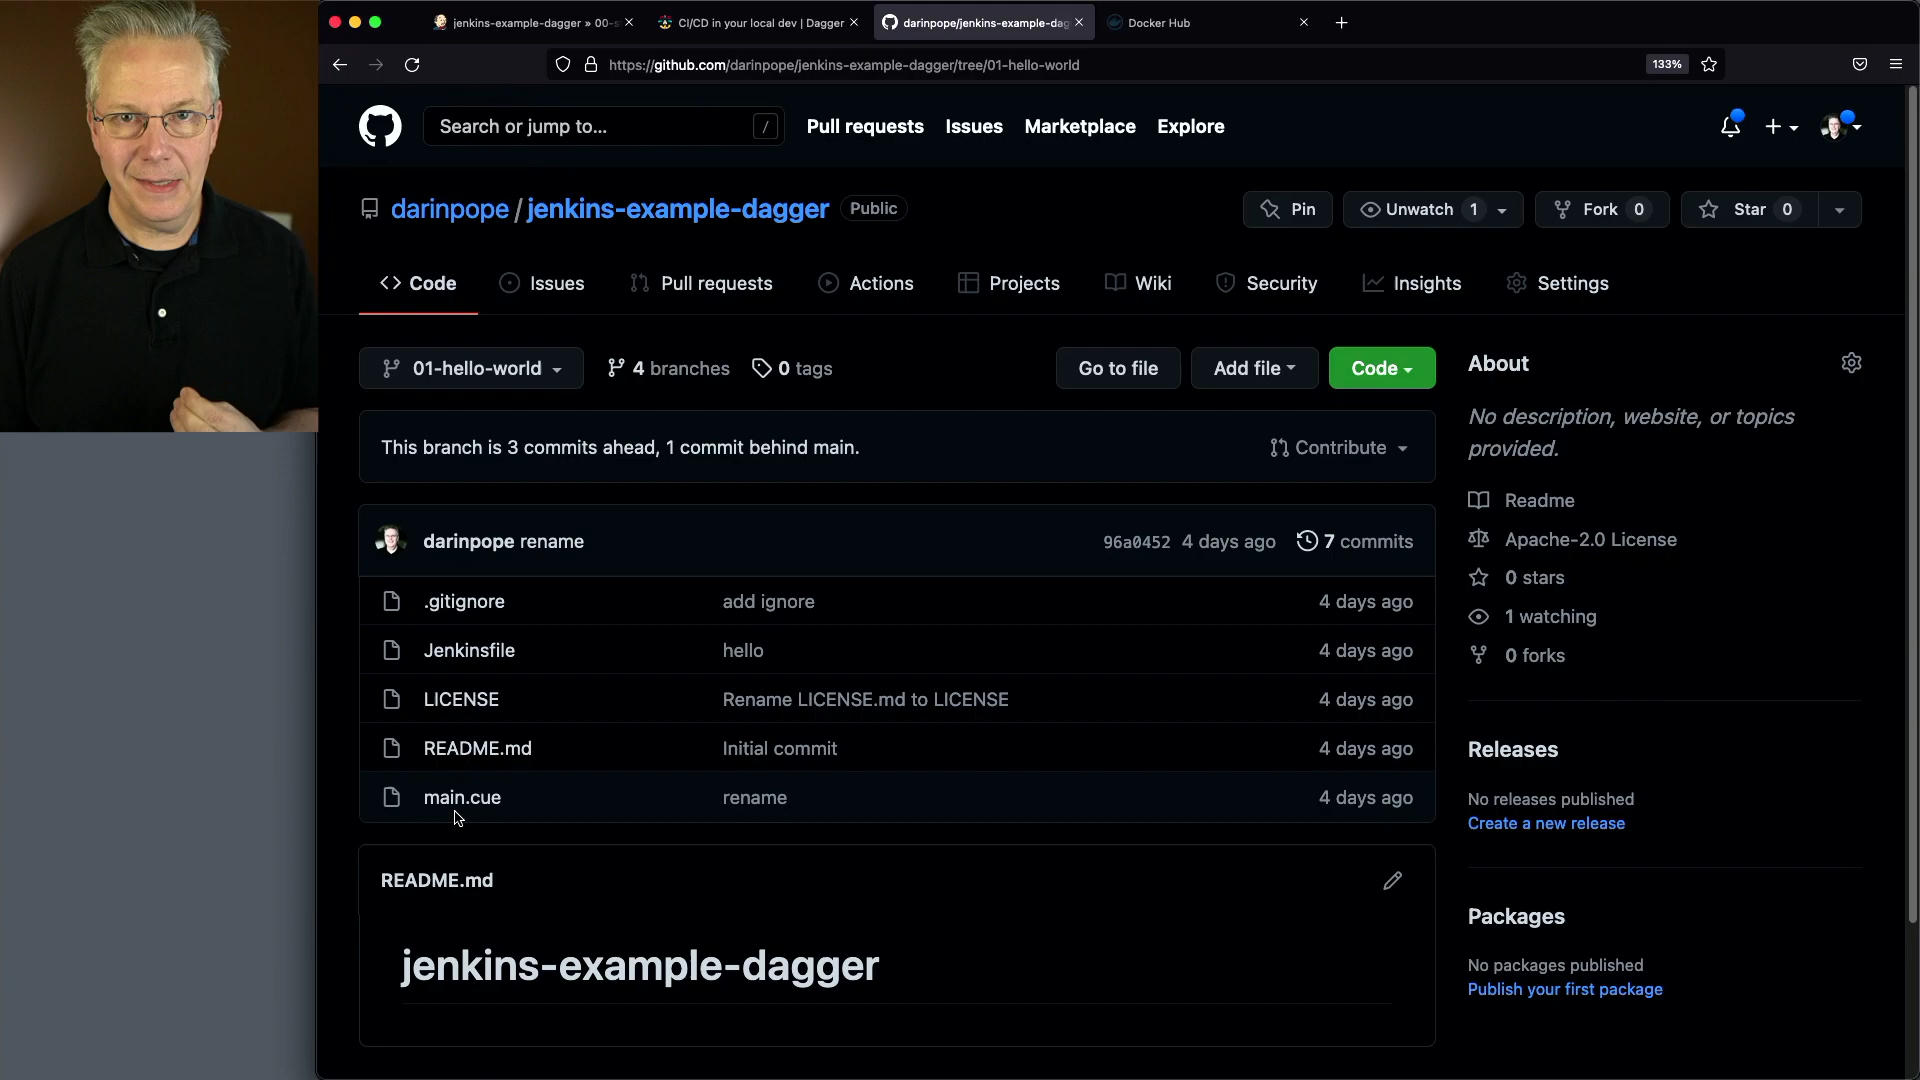 jenkins-example-dagger » 00-s
CI/CD in your local dev | Dagger
darinpope/jenkins-example-dag
Docker Hub
https://github.com/darinpope/jenkins-example-dagger/tree/01-hello-world
133%
Search or jump to...
/
Pull requests
Issues
Marketplace
Explore
darinpope / jenkins-example-dagger
Public
Pin
Unwatch 1
Fork 0
Star 0
Code
Issues
Pull requests
Actions
Projects
Wiki
Security
Insights
Settings
01-hello-world
4 branches
0 tags
Go to file
Add file
Code
This branch is 3 commits ahead, 1 commit behind main.
Contribute
darinpope rename
96a0452 4 days ago
7 commits
.gitignore add ignore 4 days ago
Jenkinsfile hello 4 days ago
LICENSE Rename LICENSE.md to LICENSE 4 days ago
README.md Initial commit 4 days ago
main.cue rename 4 days ago
README.md
jenkins-example-dagger
About
No description, website, or topics
provided.
Readme
Apache-2.0 License
0 stars
1 watching
0 forks
Releases
No releases published
Create a new release
Packages
No packages published
Publish your first package